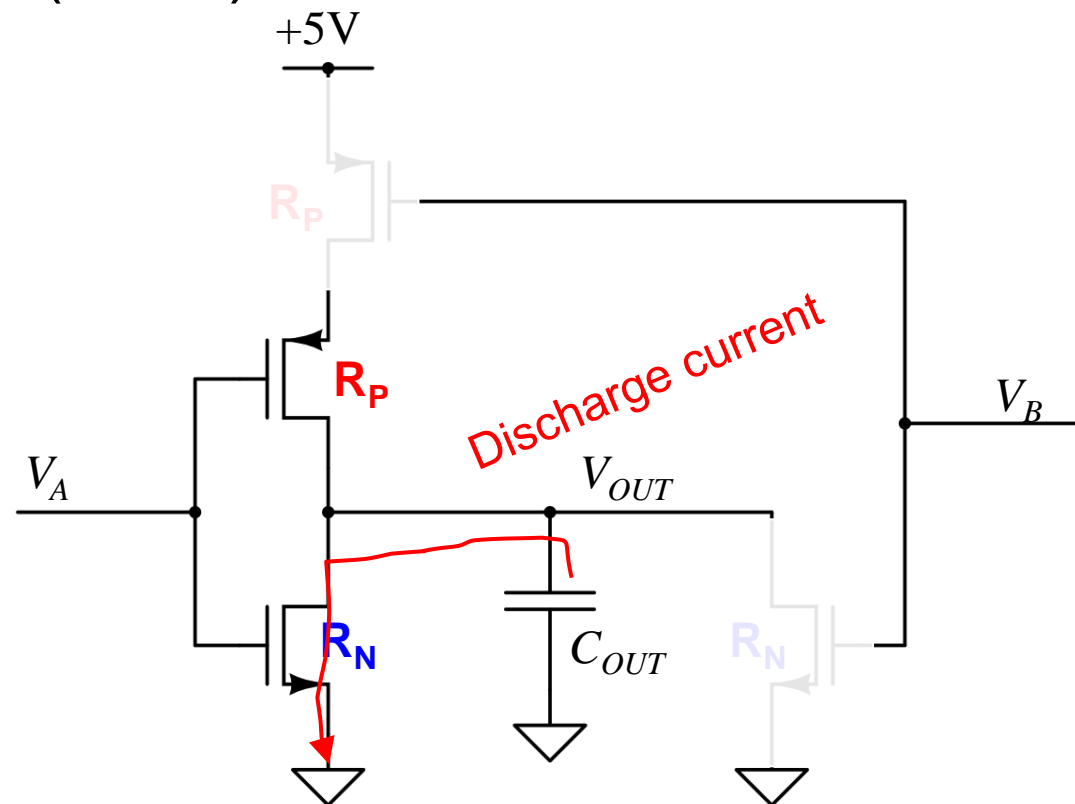 +5V
R_P
R_P
Discharge current
V_B
V_A
V_OUT
R_N
C_OUT
R_N